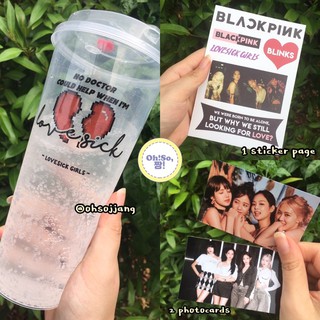 NO DOCTOR
COULD HELP WHEN I'M
lovesick
~ LOVESICK GIRLS ~
@ohsojjang
Oh!So,
짱!
BLACKPINK
BLACKPINK
LOVESICK GIRLS
BLINKS
WE WERE BORN TO BE ALONE,
BUT WHY WE STILL
LOOKING FOR LOVE?
1 sticker page
2 photocards